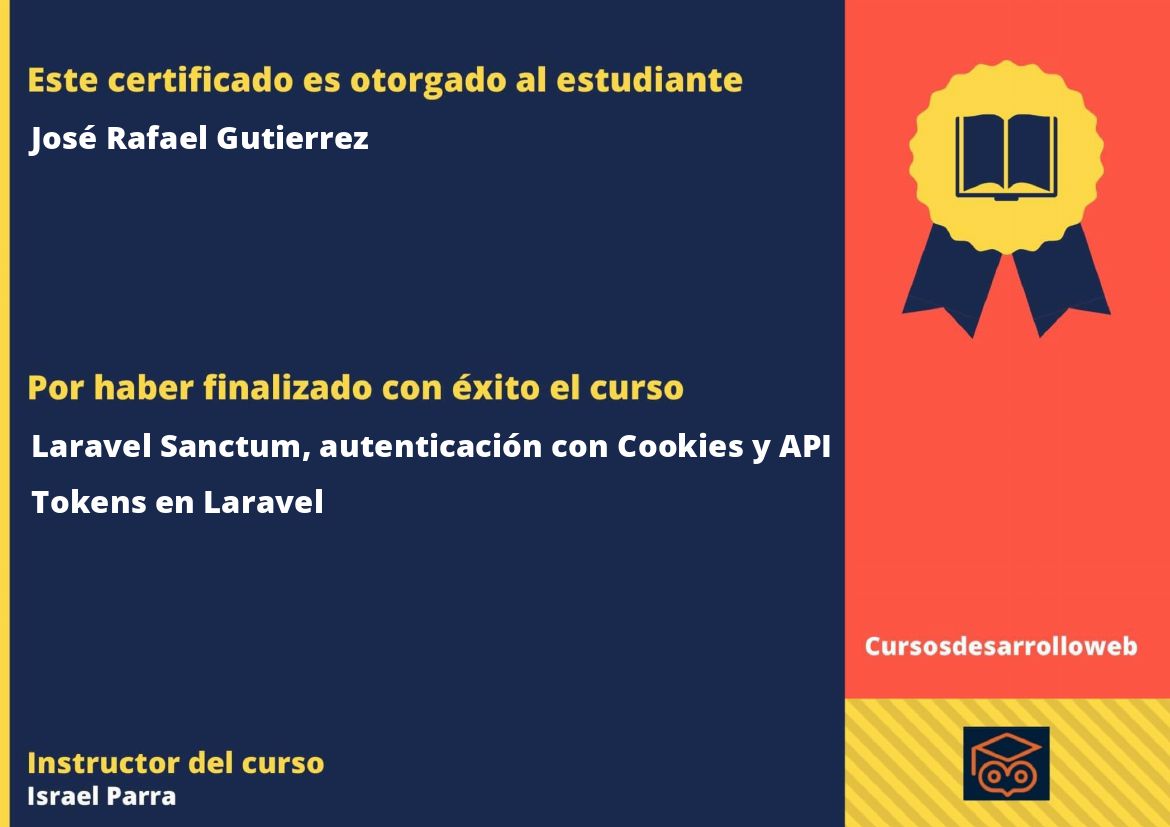 Este certificado es otorgado al estudiante
José Rafael Gutierrez
Por haber finalizado con éxito el curso
Laravel Sanctum, autenticación con Cookies y API
Tokens en Laravel
Cursosdesarrolloweb
Instructor del curso
Israel Parra